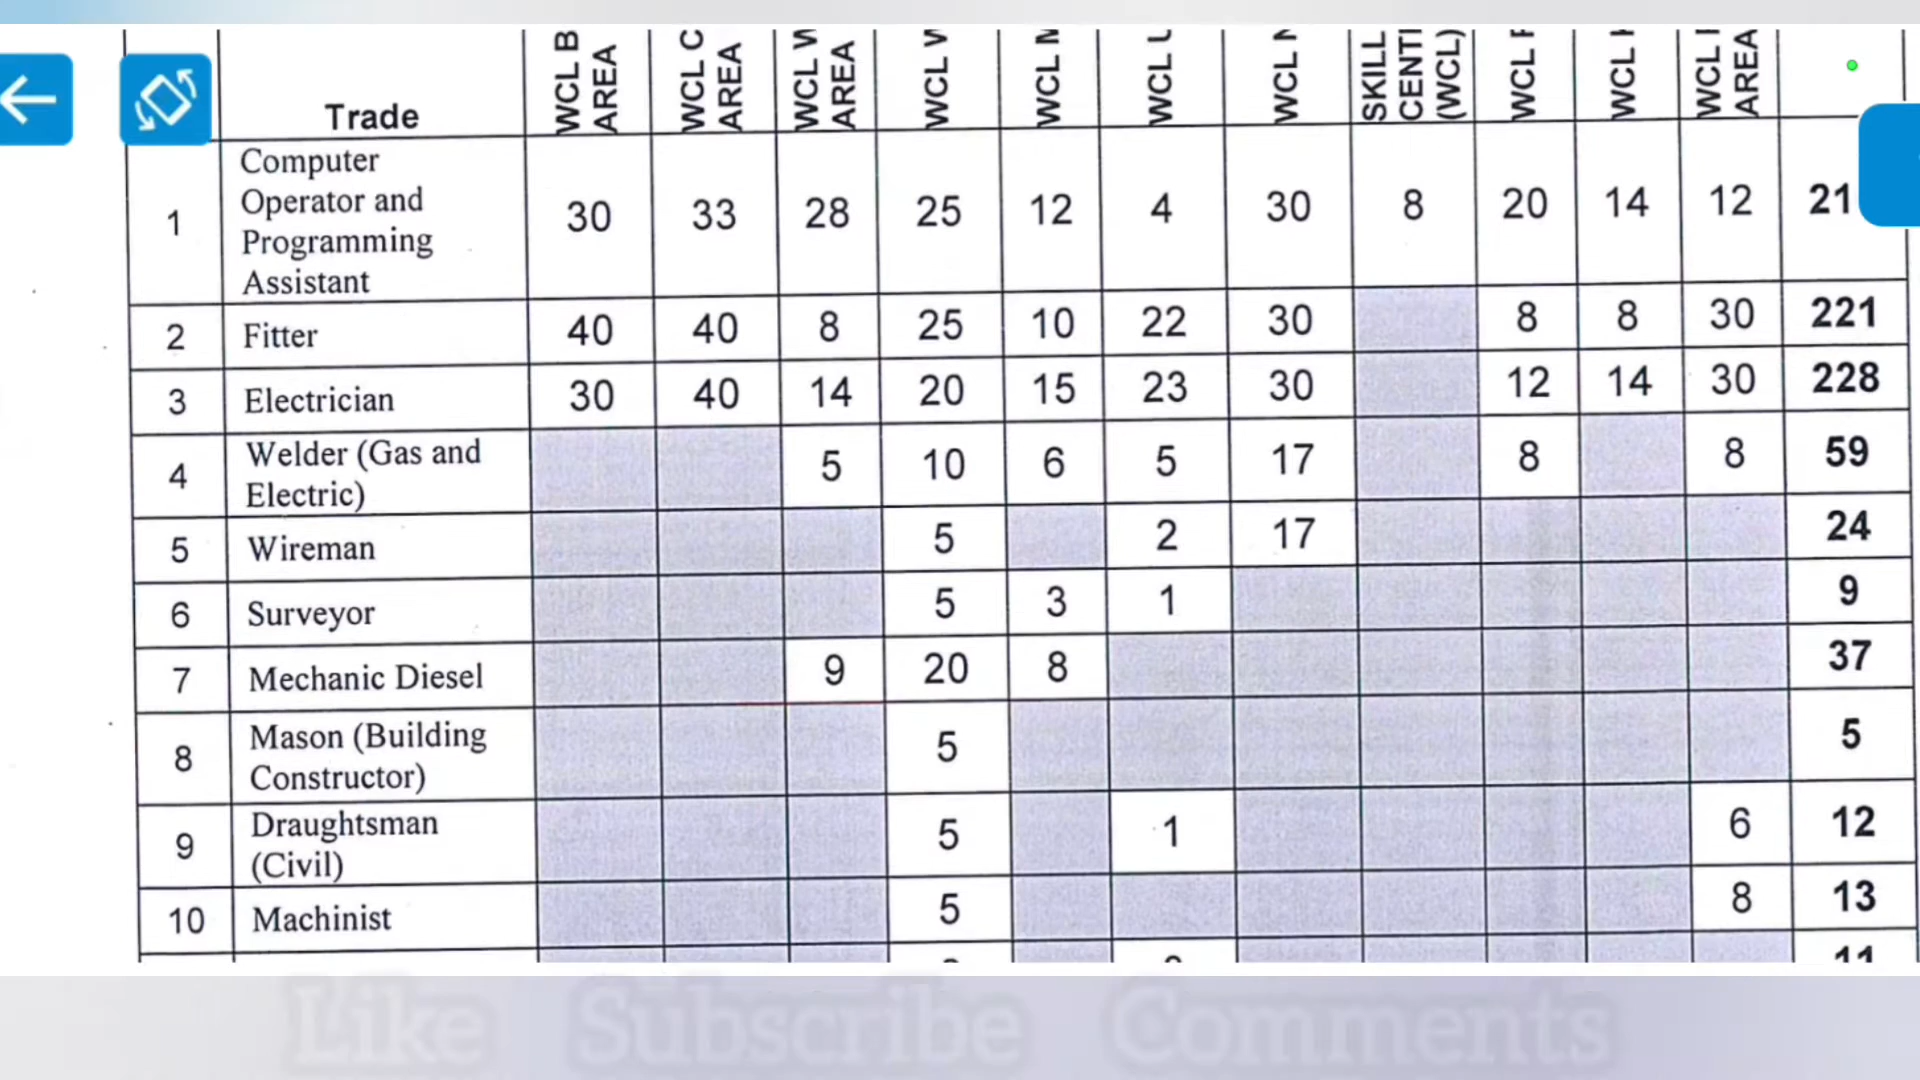 Trade
WCL B AREA
WCL C AREA
WCL AREA
WCL
WCL
WCL
WCL
SKILL CENT (WCL)
WCL
WCL
WCL AREA
1 Computer Operator and Programming Assistant 30 33 28 25 12 4 30 8 20 14 12 21
2 Fitter 40 40 8 25 10 22 30 8 8 30 221
3 Electrician 30 40 14 20 15 23 30 12 14 30 228
4 Welder (Gas and Electric) 5 10 6 5 17 8 8 59
5 Wireman 5 2 17 24
6 Surveyor 5 3 1 9
7 Mechanic Diesel 9 20 8 37
8 Mason (Building Constructor) 5 5
9 Draughtsman (Civil) 5 1 6 12
10 Machinist 5 8 13
11
Like Subscribe Comments